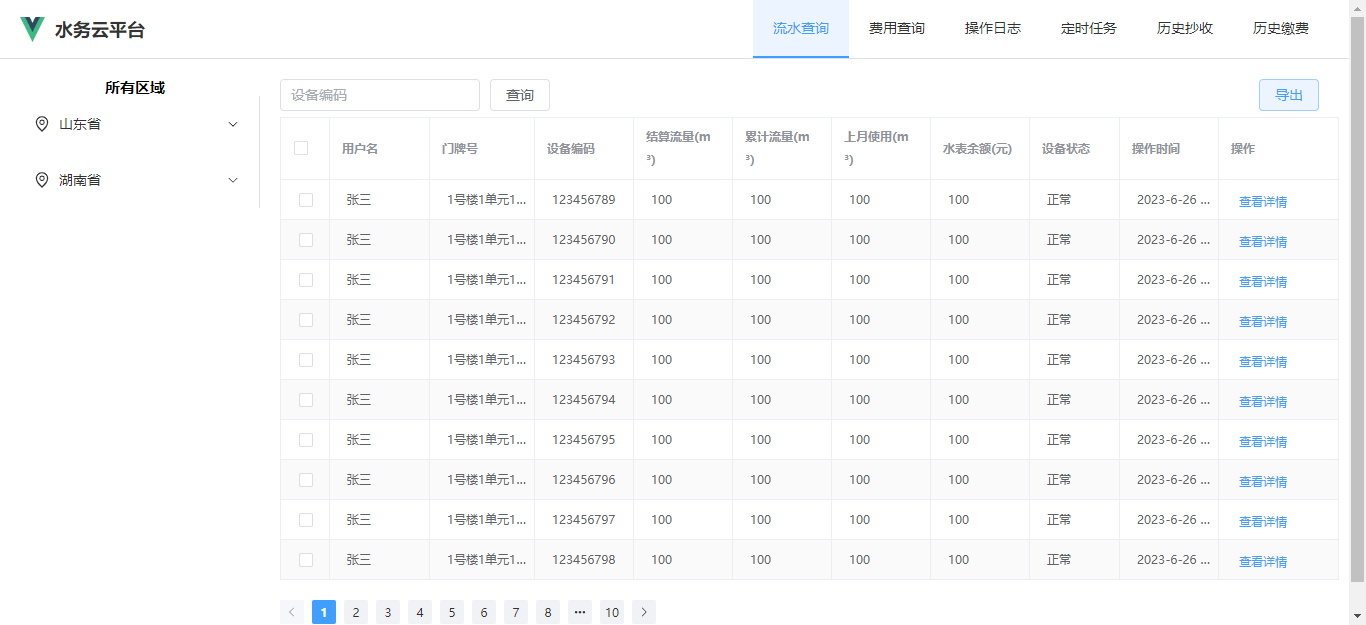 水务云平台 流水查询 费用查询 操作日志 定时任务 历史抄收 历史缴费
所有区域
山东省
湖南省
设备编码 查询 导出
用户名 门牌号 设备编码 结算流量(m³) 累计流量(m³) 上月使用(m³) 水表余额(元) 设备状态 操作时间 操作
张三 1号楼1单元1... 123456789 100 100 100 100 正常 2023-6-26 ... 查看详情
张三 1号楼1单元1... 123456790 100 100 100 100 正常 2023-6-26 ... 查看详情
张三 1号楼1单元1... 123456791 100 100 100 100 正常 2023-6-26 ... 查看详情
张三 1号楼1单元1... 123456792 100 100 100 100 正常 2023-6-26 ... 查看详情
张三 1号楼1单元1... 123456793 100 100 100 100 正常 2023-6-26 ... 查看详情
张三 1号楼1单元1... 123456794 100 100 100 100 正常 2023-6-26 ... 查看详情
张三 1号楼1单元1... 123456795 100 100 100 100 正常 2023-6-26 ... 查看详情
张三 1号楼1单元1... 123456796 100 100 100 100 正常 2023-6-26 ... 查看详情
张三 1号楼1单元1... 123456797 100 100 100 100 正常 2023-6-26 ... 查看详情
张三 1号楼1单元1... 123456798 100 100 100 100 正常 2023-6-26 ... 查看详情
1 2 3 4 5 6 7 8 ... 10